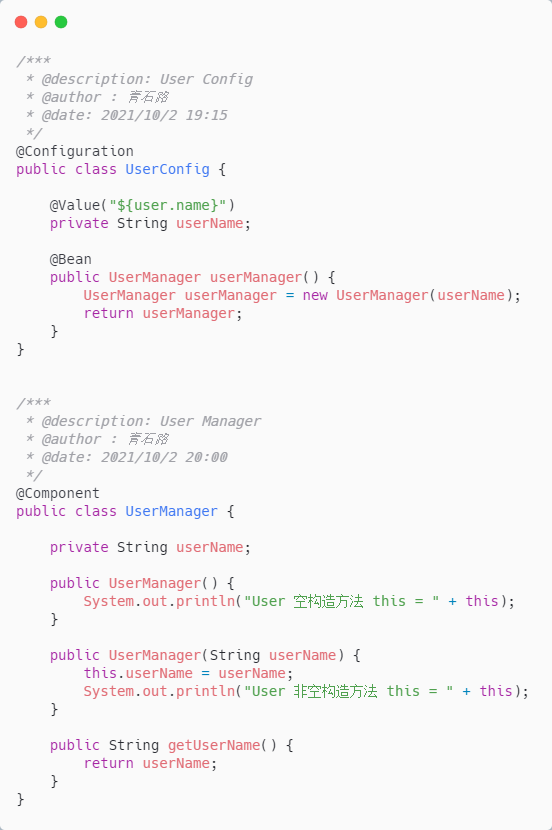 /***
 * @description: User Config
 * @author : 青石路
 * @date: 2021/10/2 19:15
 */
@Configuration
public class UserConfig {

    @Value("${user.name}")
    private String userName;

    @Bean
    public UserManager userManager() {
        UserManager userManager = new UserManager(userName);
        return userManager;
    }
}


/***
 * @description: User Manager
 * @author : 青石路
 * @date: 2021/10/2 20:00
 */
@Component
public class UserManager {

    private String userName;

    public UserManager() {
        System.out.println("User 空构造方法 this = " + this);
    }

    public UserManager(String userName) {
        this.userName = userName;
        System.out.println("User 非空构造方法 this = " + this);
    }

    public String getUserName() {
        return userName;
    }
}